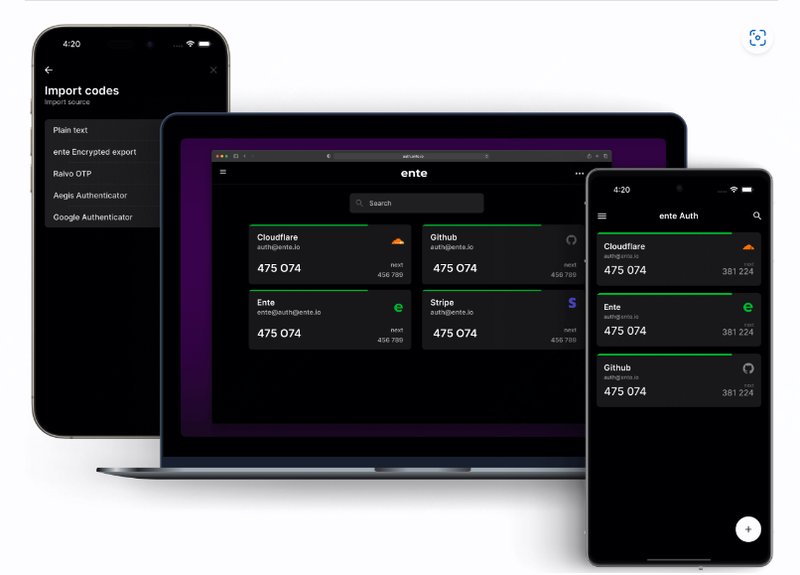 4:20
Import codes
Import source
Plain text
ente Encrypted export
Raivo OTP
Aegis Authenticator
Google Authenticator
auth.ente.io
ente
Search
Cloudflare
auth@ente.io
475 074
next
456 789
Github
auth@ente.io
475 074
next
456 789
Ente
ente@auth@ente.io
475 074
next
456 789
Stripe
auth@ente.io
475 074
next
456 789
4:20
ente Auth
Cloudflare
auth@ente.io
475 074
next
381 224
Ente
auth@ente.io
475 074
next
381 224
Github
auth@ente.io
475 074
next
381 224